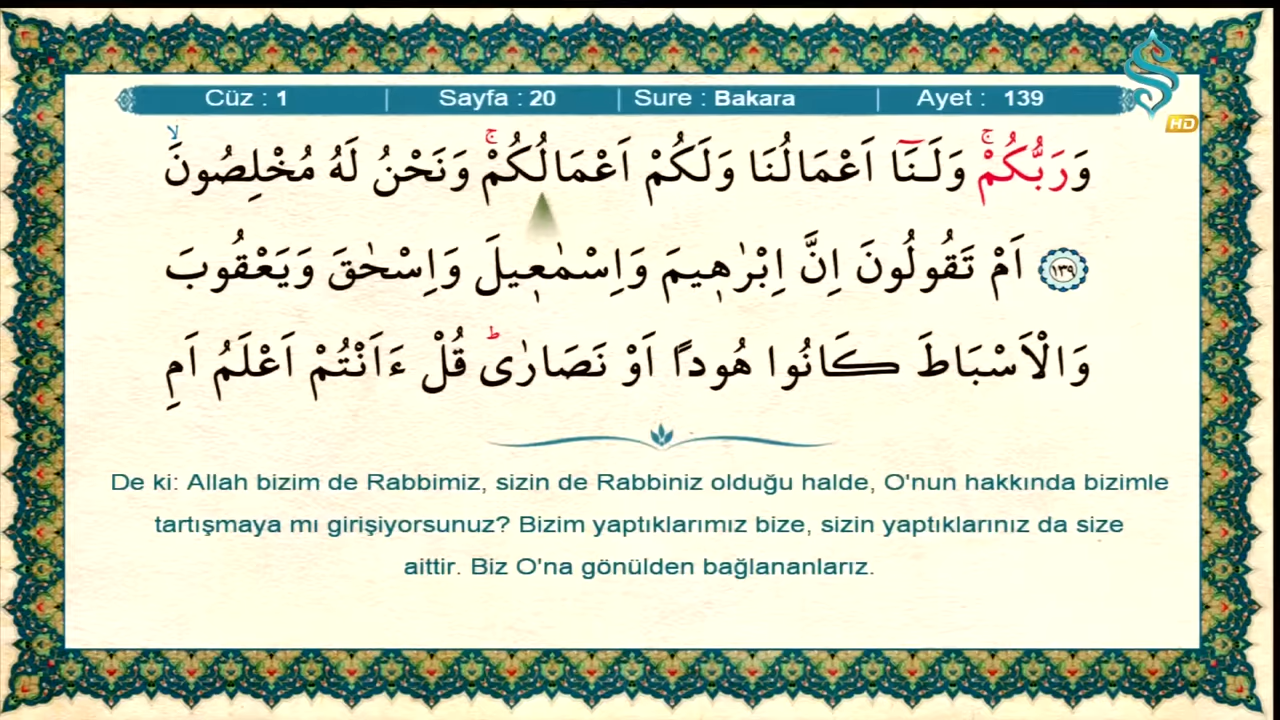 Cüz : 1 | Sayfa : 20 | Sure : Bakara | Ayet : 139
HD
وَرَبُّكُمْۚ وَلَنَٓا اَعْمَالُنَا وَلَكُمْ اَعْمَالُكُمْۚ وَنَحْنُ لَهُ مُخْلِصُونَۙ
﴿١٣٩﴾ اَمْ تَقُولُونَ اِنَّ اِبْرٰه۪يمَ وَاِسْمٰع۪يلَ وَاِسْحٰقَ وَيَعْقُوبَ
وَالْاَسْبَاطَ كَانُوا هُودًا اَوْ نَصَارٰىۜ قُلْ ءَاَنْتُمْ اَعْلَمُ اَمِ
De ki: Allah bizim de Rabbimiz, sizin de Rabbiniz olduğu halde, O'nun hakkında bizimle
tartışmaya mı girişiyorsunuz? Bizim yaptıklarımız bize, sizin yaptıklarınız da size
aittir. Biz O'na gönülden bağlananlarız.